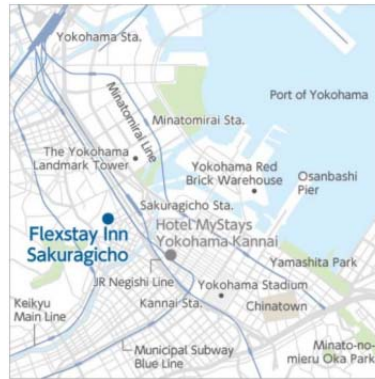 Yokohama Sta.
Port of Yokohama
Minatomirai Line
Minatomirai Sta.
The Yokohama
Landmark Tower
Yokohama Red
Brick Warehouse
Osanbashi
Pier
Sakuragicho Sta.
Flexstay Inn
Sakuragicho
Hotel MyStays
Yokohama Kannai
Yamashita Park
JR Negishi Line
Yokohama Stadium
Kannai Sta.
Chinatown
Keikyu
Main Line
Municipal Subway
Blue Line
Minato-no-
mieru Oka Park